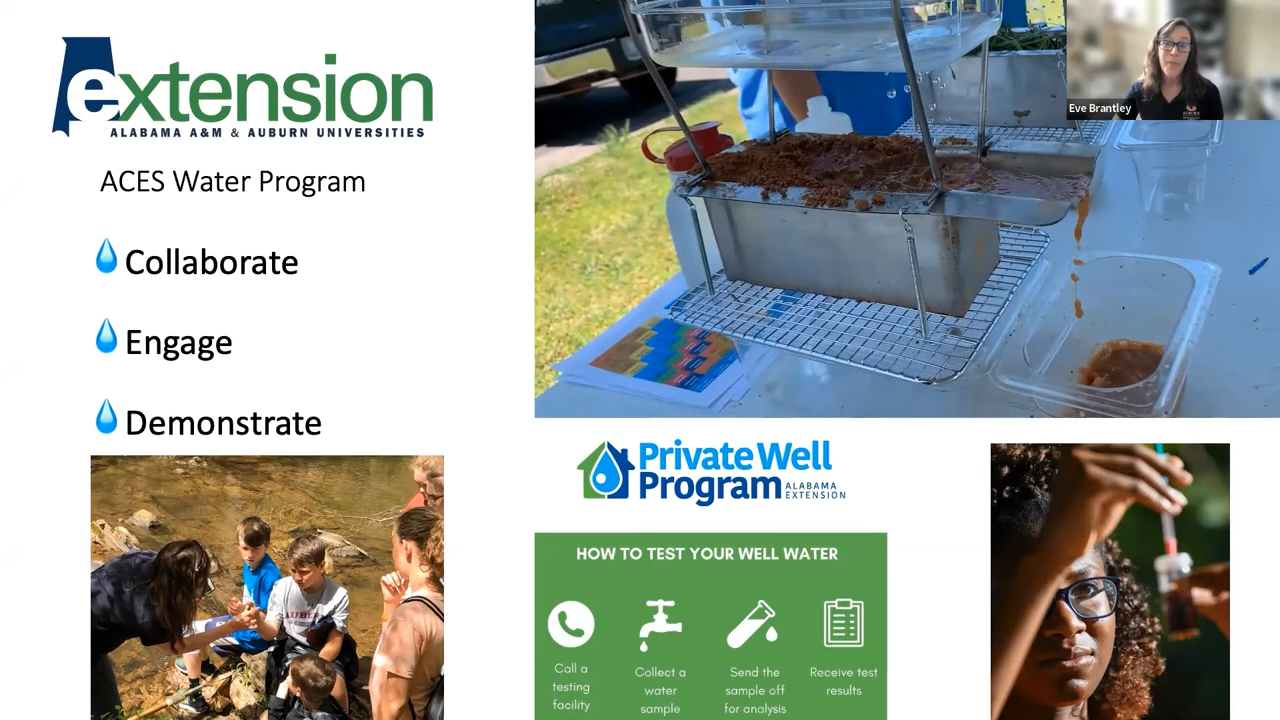 extension
ALABAMA A&M & AUBURN UNIVERSITIES
ACES Water Program
Collaborate
Engage
Demonstrate
Eve Brantley
Private Well
Program
ALABAMA
EXTENSION
HOW TO TEST YOUR WELL WATER
Call a
testing
facility
Collect a
water
sample
Send the
sample off
for analysis
Receive test
results